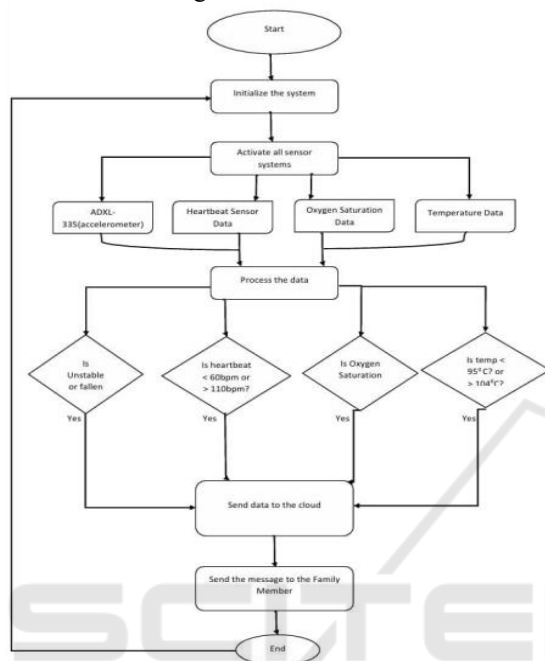 Start
Initialize the system
Activate all sensor
systems
ADXL-
335(accelerometer)
Heartbeat Sensor
Data
Oxygen Saturation
Data
Temperature Data
Process the data
Is
Unstable
or fallen
Is heartbeat
< 60bpm or
> 110bpm?
Is Oxygen
Saturation
Is temp <
95°C? or
> 104°C?
Yes
Yes
Yes
Yes
Send data to the cloud
Send the message to the Family
Member
End
SCITE